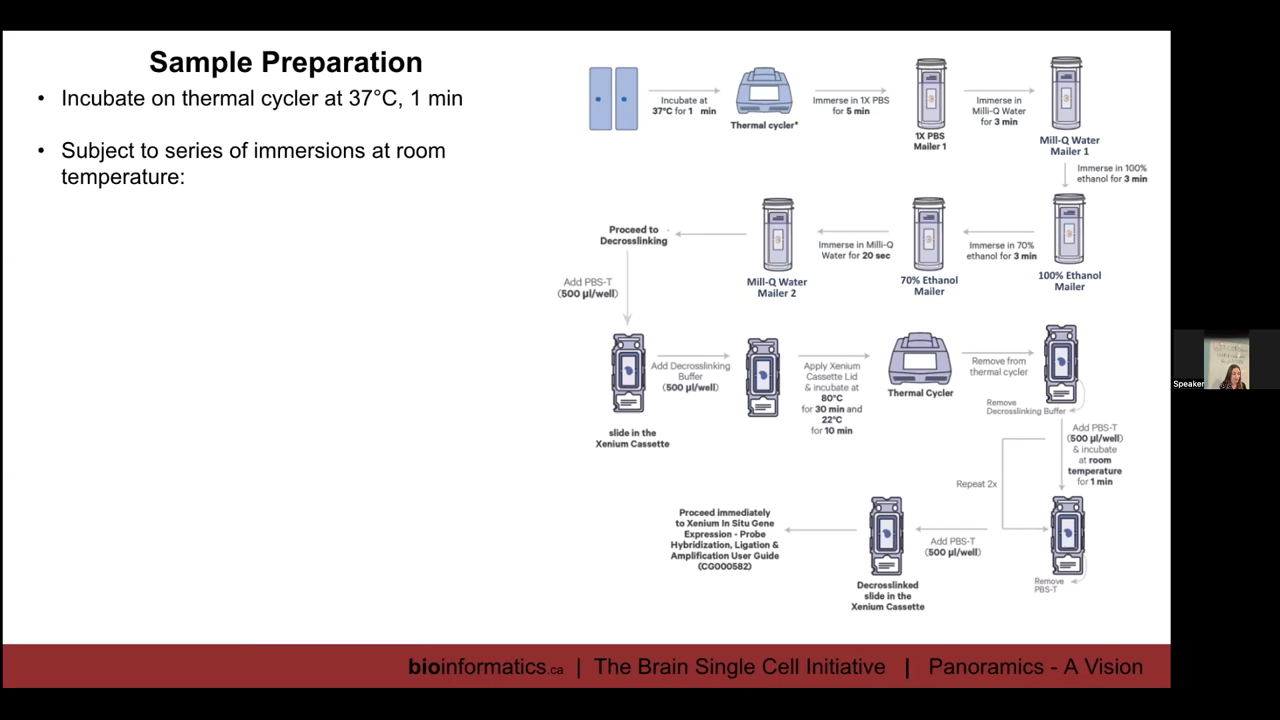 Sample Preparation
• Incubate on thermal cycler at 37°C, 1 min
• Subject to series of immersions at room
temperature:
Incubate at
37°C for 1 min
Thermal cycler*
Immerse in 1X PBS
for 5 min
1X PBS
Mailer 1
Immerse in
Milli-Q Water
for 3 min
Mill-Q Water
Mailer 1
Immerse in 100%
ethanol for 3 min
100% Ethanol
Mailer
Immerse in 70%
ethanol for 3 min
70% Ethanol
Mailer
Immerse in Milli-Q
Water for 20 sec
Mill-Q Water
Mailer 2
Proceed to
Decrosslinking
Add PBS-T
(500 µl/well)
slide in the
Xenium Cassette
Add Decrosslinking
Buffer
(500 µl/well)
Apply Xenium
Cassette Lid
& incubate at
80°C
for 30 min and
22°C
for 10 min
Thermal Cycler
Remove from
thermal cycler
Remove
Decrosslinking Buffer
Add PBS-T
(500 µl/well)
& incubate
at room
temperature
for 1 min
Repeat 2x
Remove
PBS-T
Add PBS-T
(500 µl/well)
Decrosslinked
slide in the
Xenium Cassette
Proceed immediately
to Xenium In Situ Gene
Expression - Probe
Hybridization, Ligation &
Amplification User Guide
(CG000582)
bioinformatics.ca | The Brain Single Cell Initiative | Panoramics - A Vision
Speaker